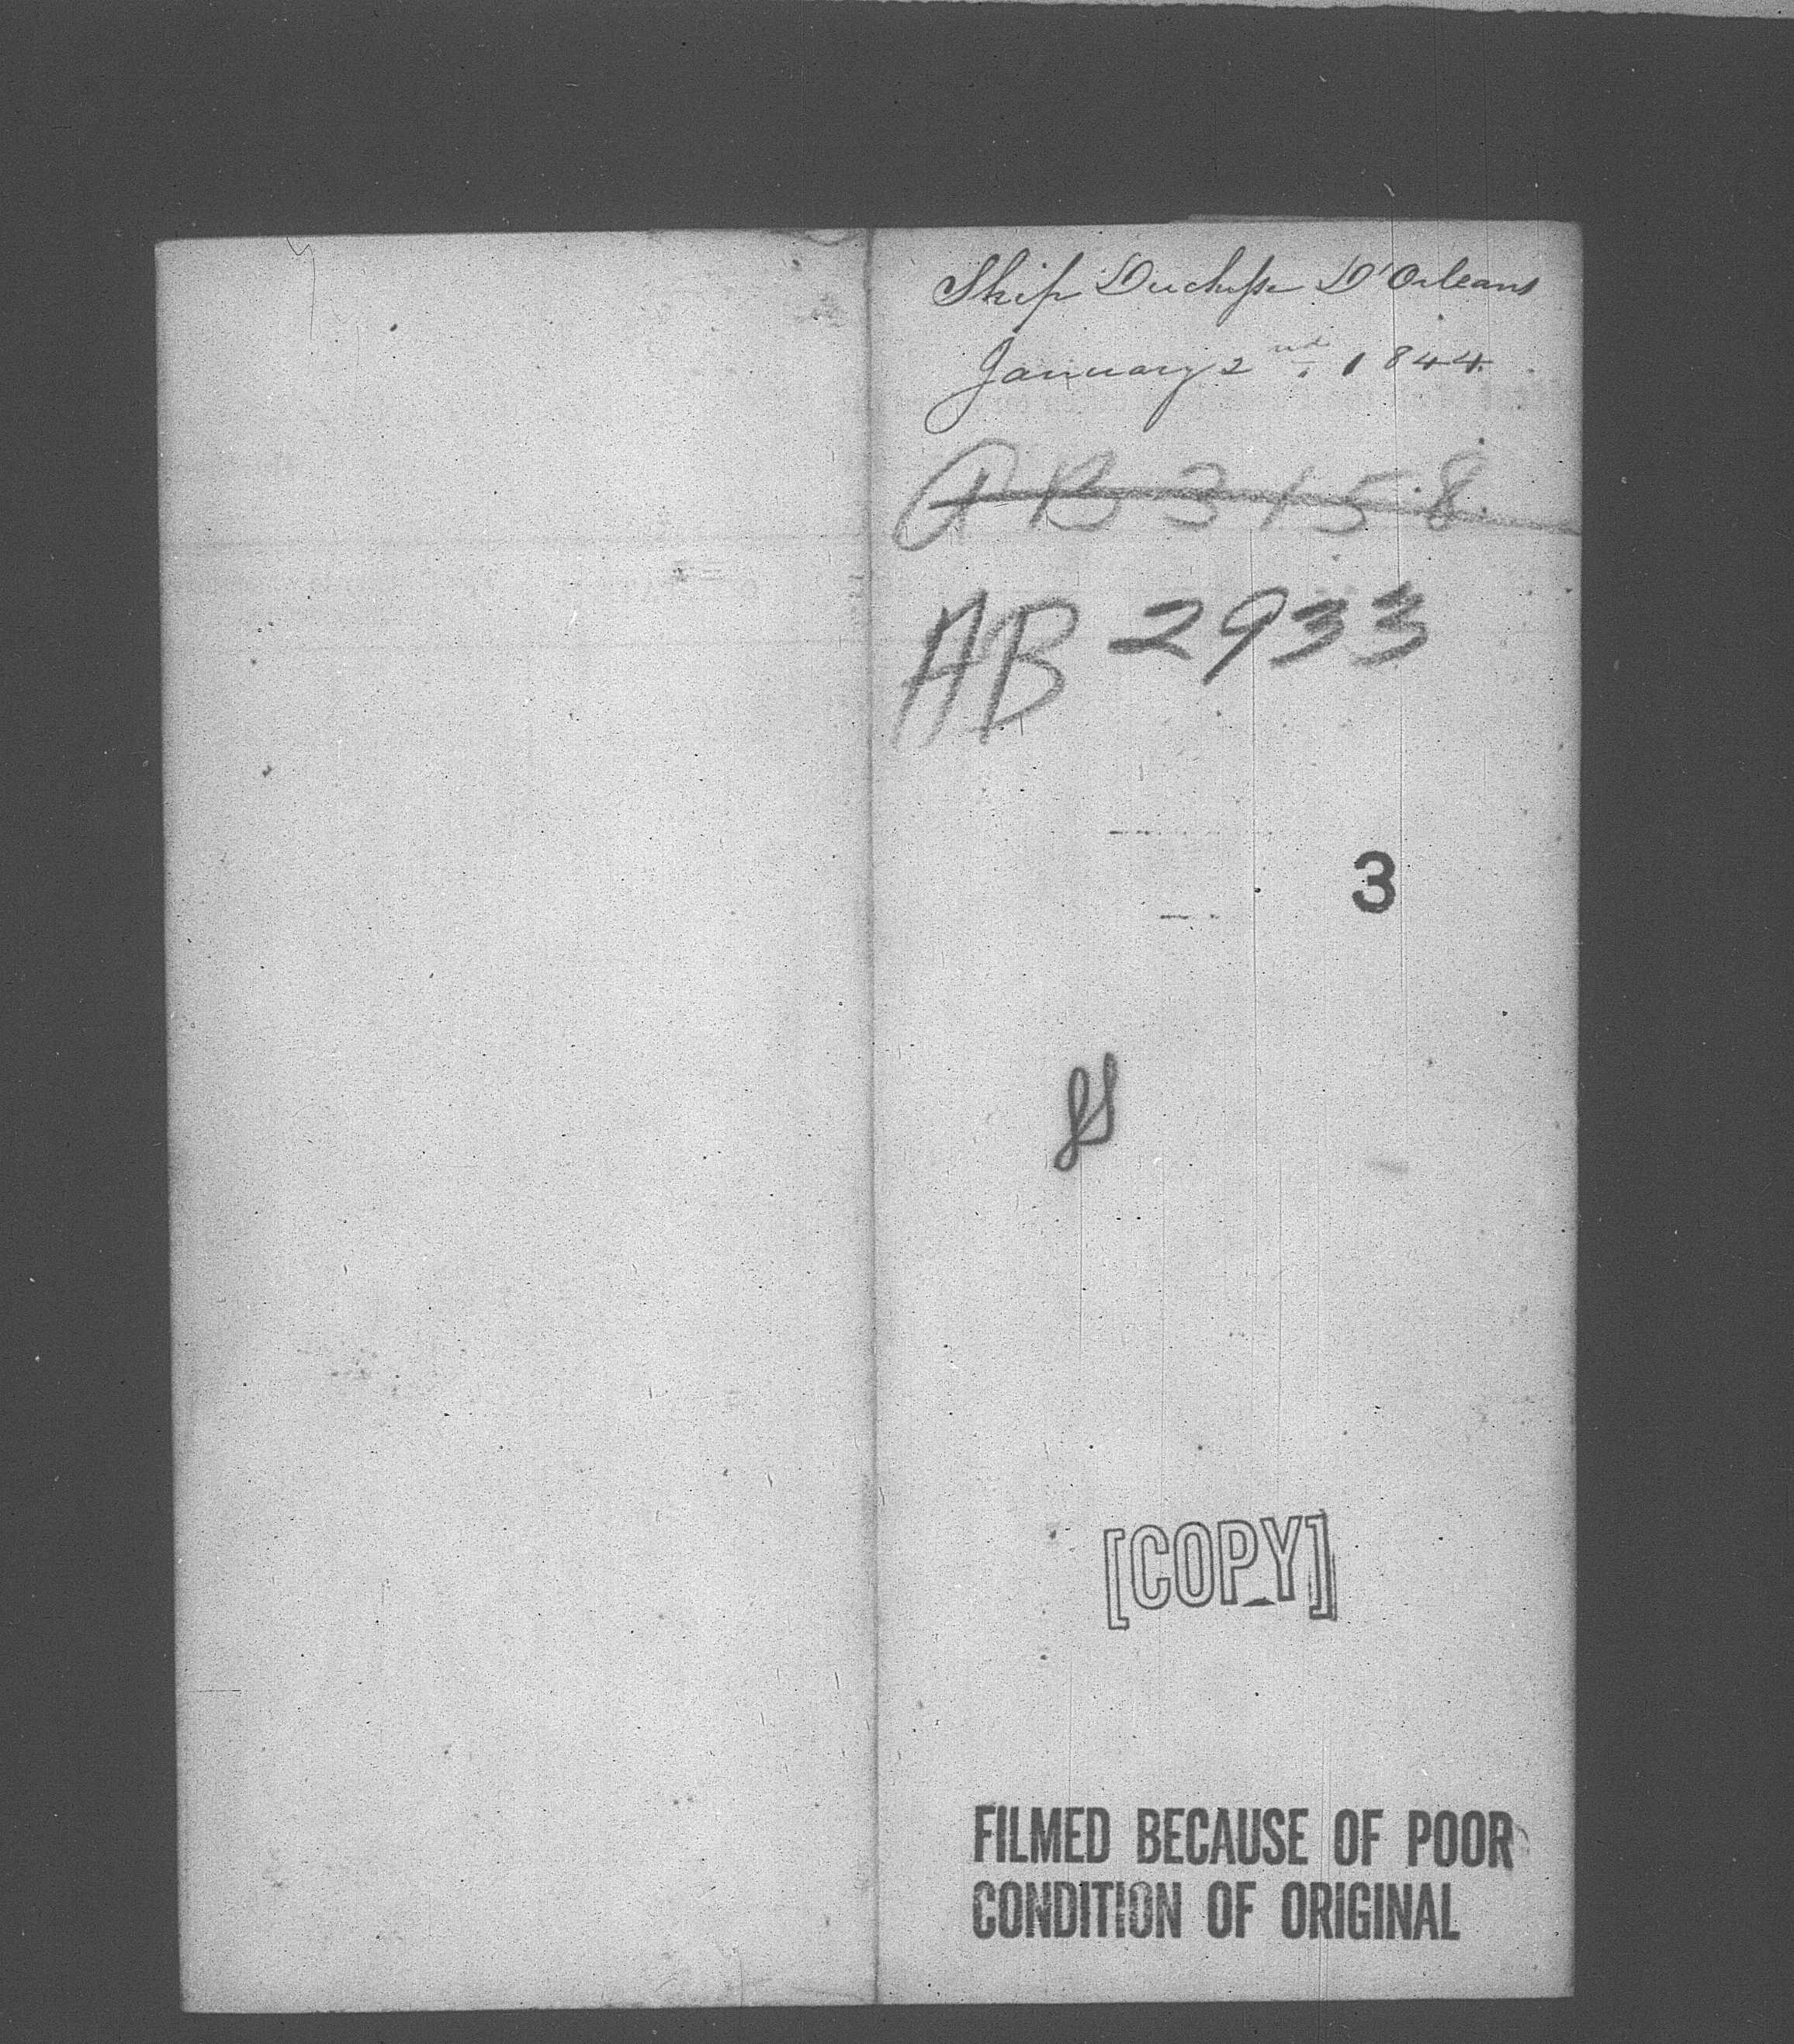 Ship Duchesse D'Orleans
January 2nd. 1844.
AB 3158
AB 2933
3
[COPY]
FILMED BECAUSE OF POOR
CONDITION OF ORIGINAL